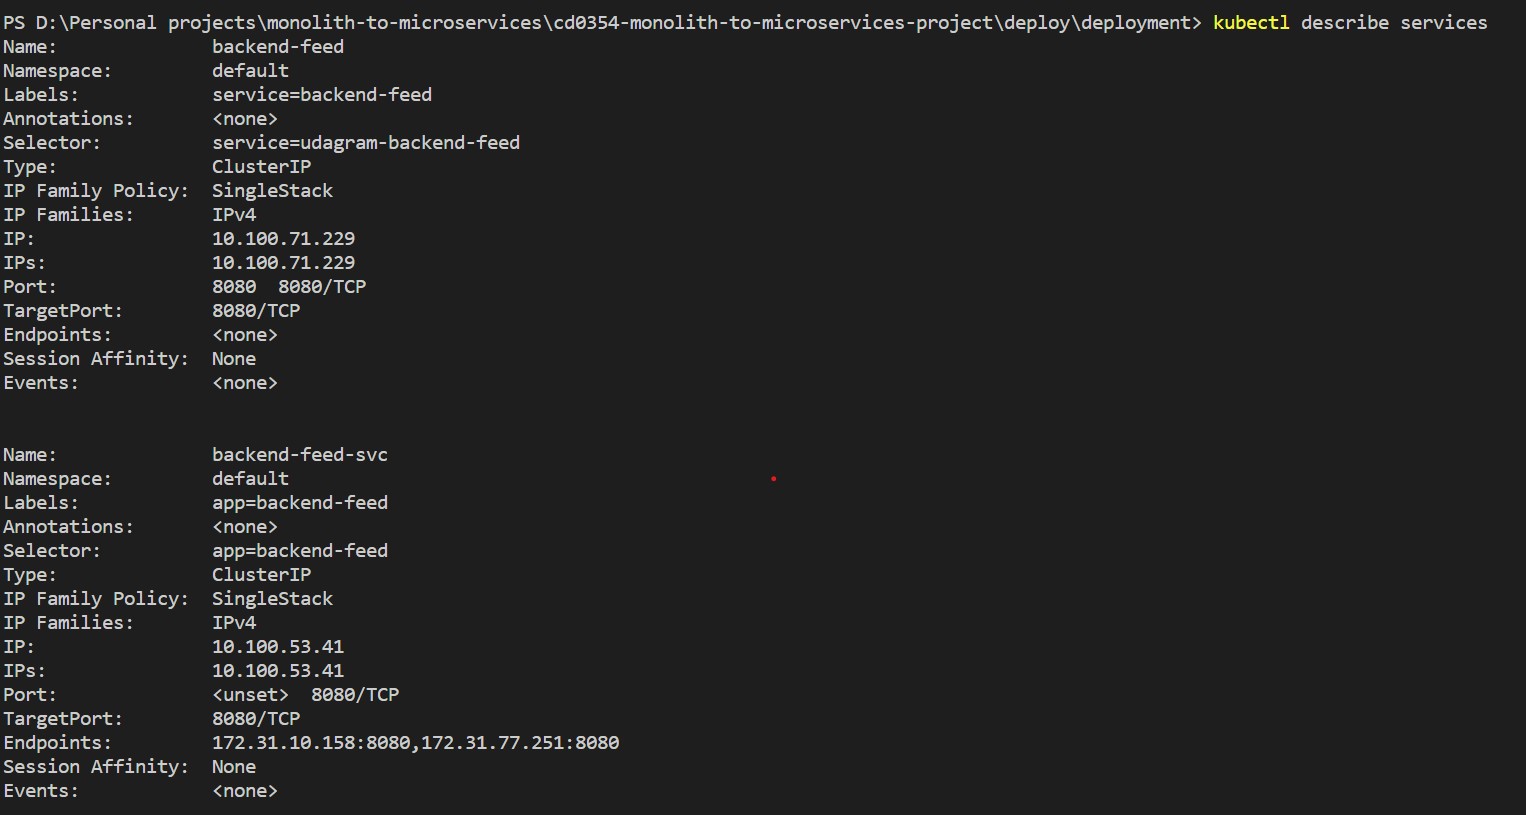 PS D:\Personal projects\monolith-to-microservices\cd0354-monolith-to-microservices-project\deploy\deployment> kubectl describe services
Name:              backend-feed
Namespace:         default
Labels:            service=backend-feed
Annotations:       <none>
Selector:          service=udagram-backend-feed
Type:              ClusterIP
IP Family Policy:  SingleStack
IP Families:       IPv4
IP:                10.100.71.229
IPs:               10.100.71.229
Port:              8080  8080/TCP
TargetPort:        8080/TCP
Endpoints:         <none>
Session Affinity:  None
Events:            <none>
Name:              backend-feed-svc
Namespace:         default
Labels:            app=backend-feed
Annotations:       <none>
Selector:          app=backend-feed
Type:              ClusterIP
IP Family Policy:  SingleStack
IP Families:       IPv4
IP:                10.100.53.41
IPs:               10.100.53.41
Port:              <unset>  8080/TCP
TargetPort:        8080/TCP
Endpoints:         172.31.10.158:8080,172.31.77.251:8080
Session Affinity:  None
Events:            <none>